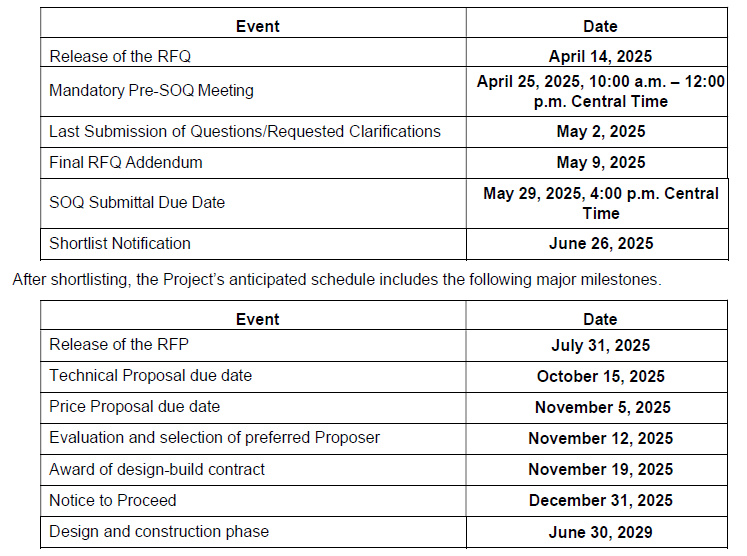 Event Date
Release of the RFQ April 14, 2025
Mandatory Pre-SOQ Meeting April 25, 2025, 10:00 a.m. – 12:00
p.m. Central Time
Last Submission of Questions/Requested Clarifications May 2, 2025
Final RFQ Addendum May 9, 2025
SOQ Submittal Due Date May 29, 2025, 4:00 p.m. Central
Time
Shortlist Notification June 26, 2025
After shortlisting, the Project’s anticipated schedule includes the following major milestones.
Event Date
Release of the RFP July 31, 2025
Technical Proposal due date October 15, 2025
Price Proposal due date November 5, 2025
Evaluation and selection of preferred Proposer November 12, 2025
Award of design-build contract November 19, 2025
Notice to Proceed December 31, 2025
Design and construction phase June 30, 2029